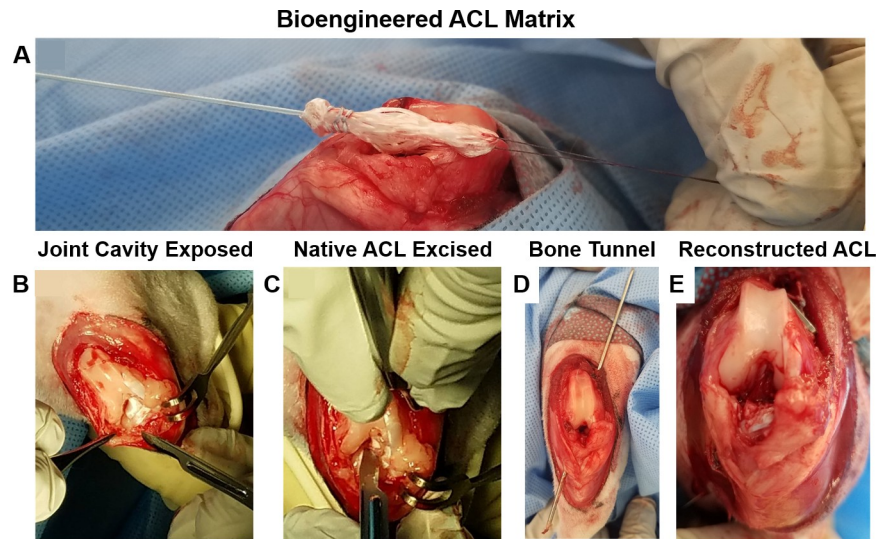 Bioengineered ACL Matrix
A
Joint Cavity Exposed
Native ACL Excised
Bone Tunnel
Reconstructed ACL
B
C
D
E